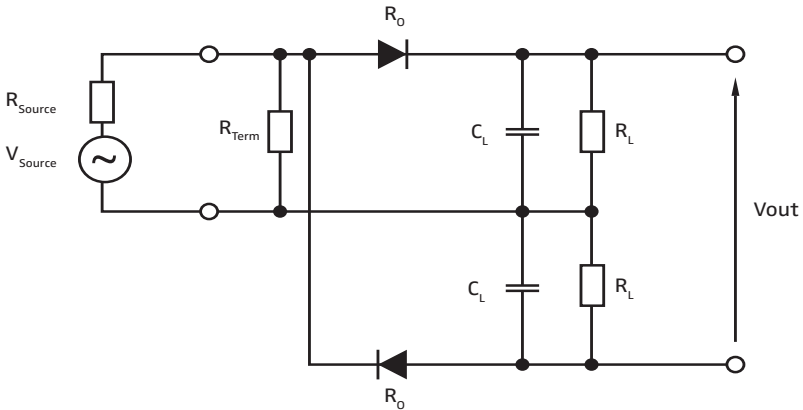 R_O
R_Source
V_Source
R_Term
C_L
R_L
Vout
C_L
R_L
R_O